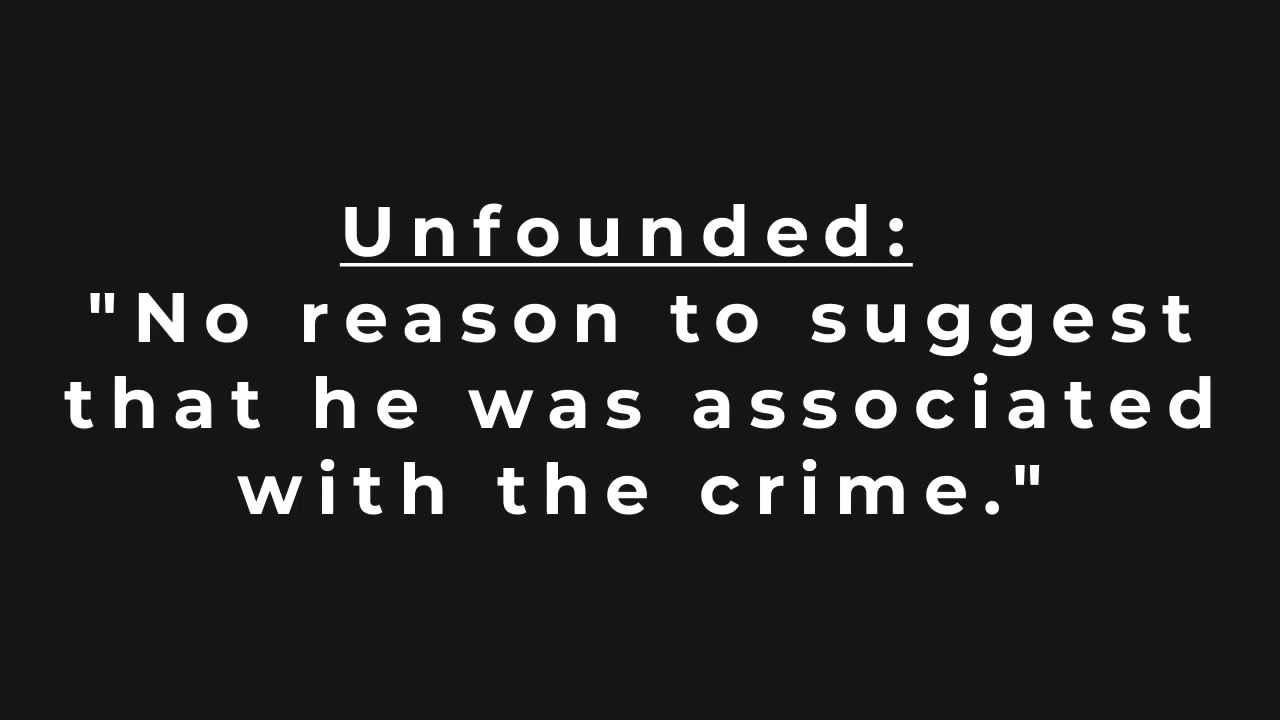 Unfounded:
"No reason to suggest
that he was associated
with the crime."